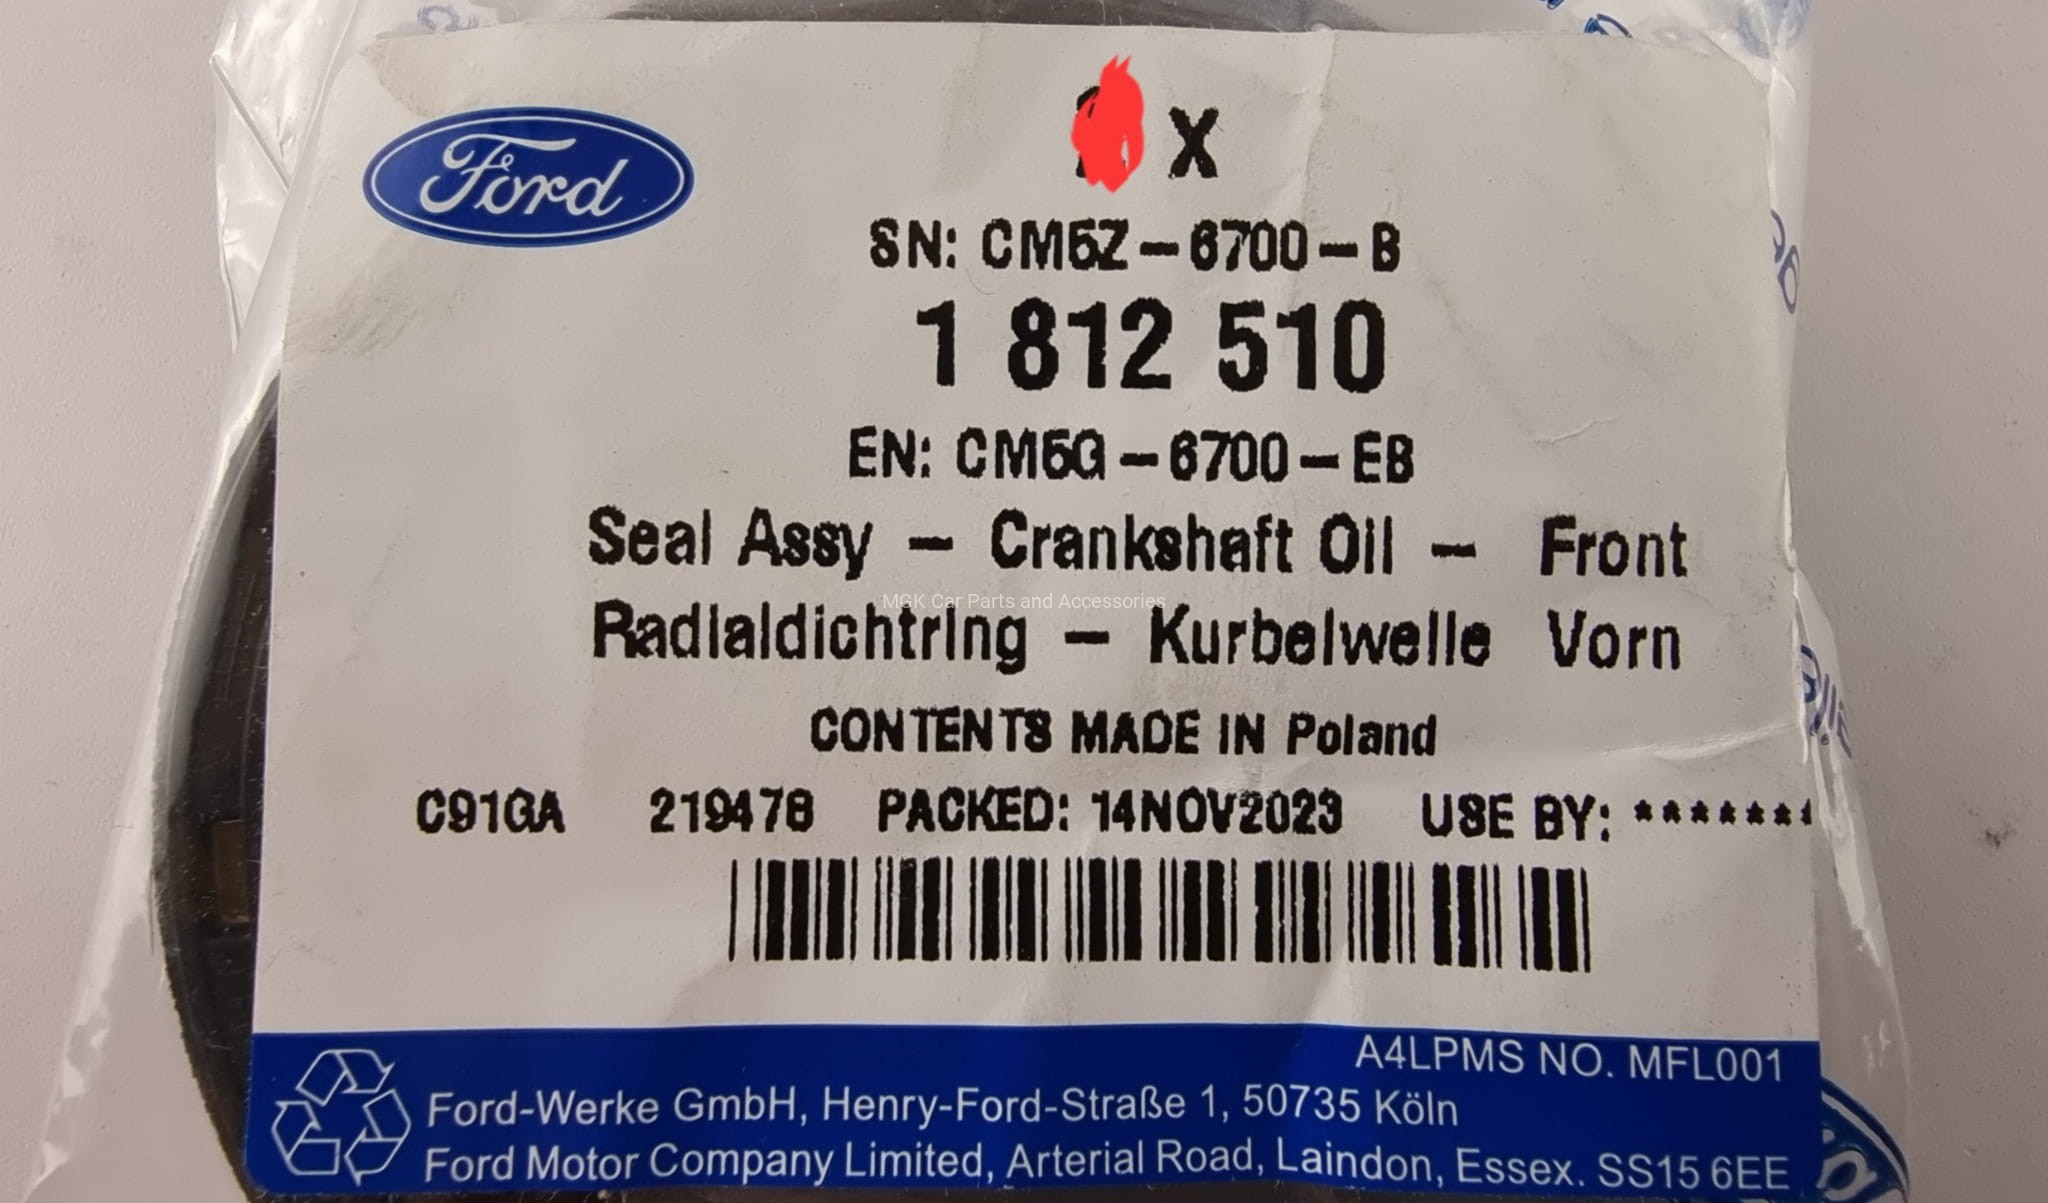 Ford
X
SN: CM5Z-6700-B
1 812 510
EN: CM5G-6700-EB
Seal Assy - Crankshaft Oil - Front
MGK Car Parts and Accessories
Radialdichtring - Kurbelwelle Vorn
CONTENTS MADE IN Poland
C91GA 219478 PACKED: 14NOV2023 USE BY: *******
A4LPMS NO. MFL001
Ford-Werke GmbH, Henry-Ford-Straße 1, 50735 Köln
Ford Motor Company Limited, Arterial Road, Laindon, Essex. SS15 6EE